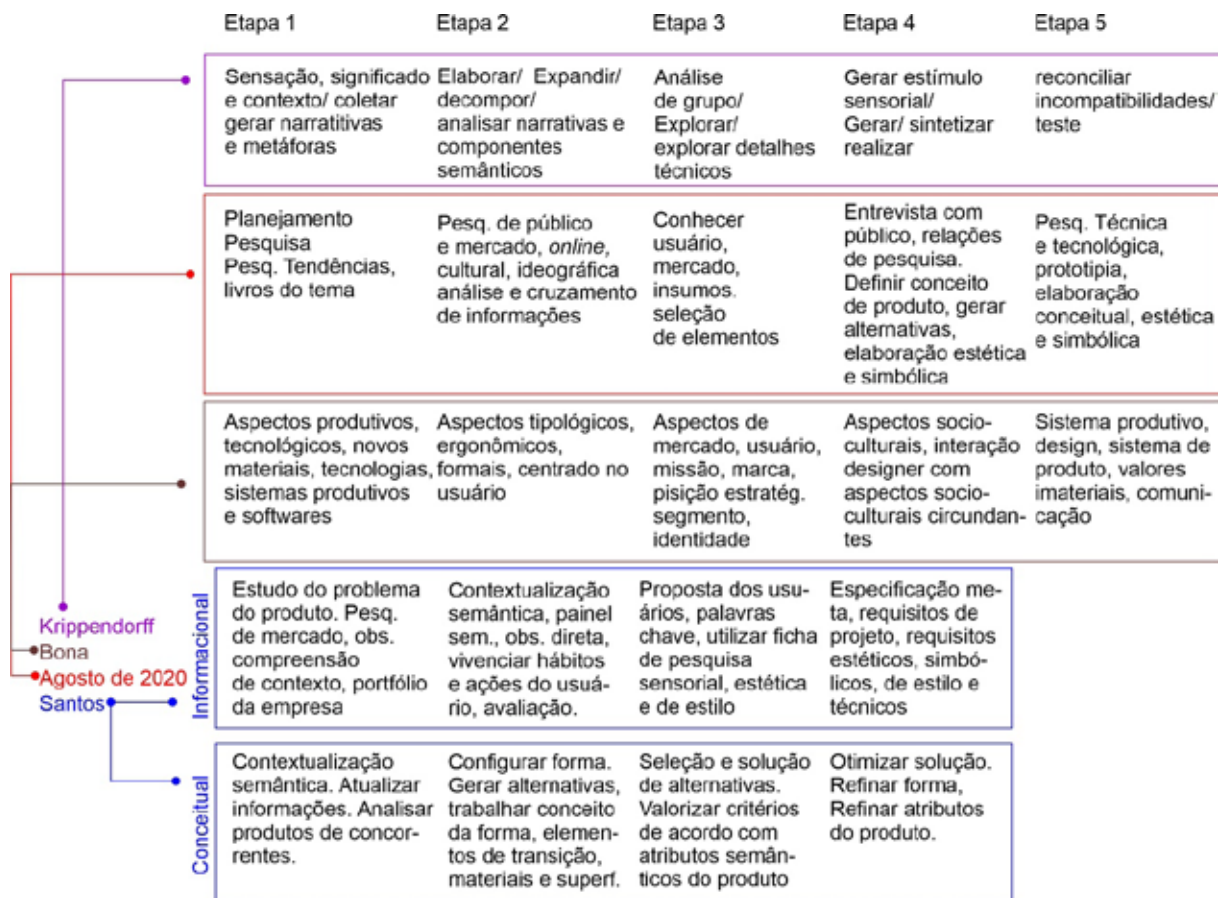 Etapa 1
Etapa 2
Etapa 3
Etapa 4
Etapa 5
Sensação, significado
e contexto/ coletar
gerar narratitivas
e metáforas
Elaborar/ Expandir/
decompor/
analisar narrativas e
componentes
semânticos
Análise
de grupo/
Explorar/
explorar detalhes
técnicos
Gerar estímulo
sensorial/
Gerar/ sintetizar
realizar
reconciliar
incompatibilidades/
teste
Planejamento
Pesquisa
Pesq. Tendências,
livros do tema
Pesq. de público
e mercado, online,
cultural, ideográfica
análise e cruzamento
de informações
Conhecer
usuário,
mercado,
insumos.
seleção
de elementos
Entrevista com
público, relações
de pesquisa.
Definir conceito
de produto, gerar
alternativas,
elaboração estética
e simbólica
Pesq. Técnica
e tecnológica,
prototipia,
elaboração
conceitual, estética
e simbólica
Aspectos produtivos,
tecnológicos, novos
materiais, tecnologias,
sistemas produtivos
e softwares
Aspectos tipológicos,
ergonômicos,
formais, centrado no
usuário
Aspectos de
mercado, usuário,
missão, marca,
pisição estratég.
segmento,
identidade
Aspectos socio-
culturais, interação
designer com
aspectos socio-
culturais circundan-
tes
Sistema produtivo,
design, sistema de
produto, valores
imateriais, comuni-
cação
Krippendorff
Bona
Agosto de 2020
Santos
Informacional
Estudo do problema
do produto. Pesq.
de mercado, obs.
compreensão
de contexto, portfólio
da empresa
Contextualização
semântica, painel
sem., obs. direta,
vivenciar hábitos
e ações do usuá-
rio, avaliação.
Proposta dos usu-
ários, palavras
chave, utilizar ficha
de pesquisa
sensorial, estética
e de estilo
Especificação me-
ta, requisitos de
projeto, requisitos
estéticos, simbó-
licos, de estilo e
técnicos
Conceitual
Contextualização
semântica. Atualizar
informações. Analisar
produtos de concor-
rentes.
Configurar forma.
Gerar alternativas,
trabalhar conceito
da forma, elemen-
tos de transição,
materiais e superf.
Seleção e solução
de alternativas.
Valorizar critérios
de acordo com
atributos semân-
ticos do produto
Otimizar solução.
Refinar forma,
Refinar atributos
do produto.